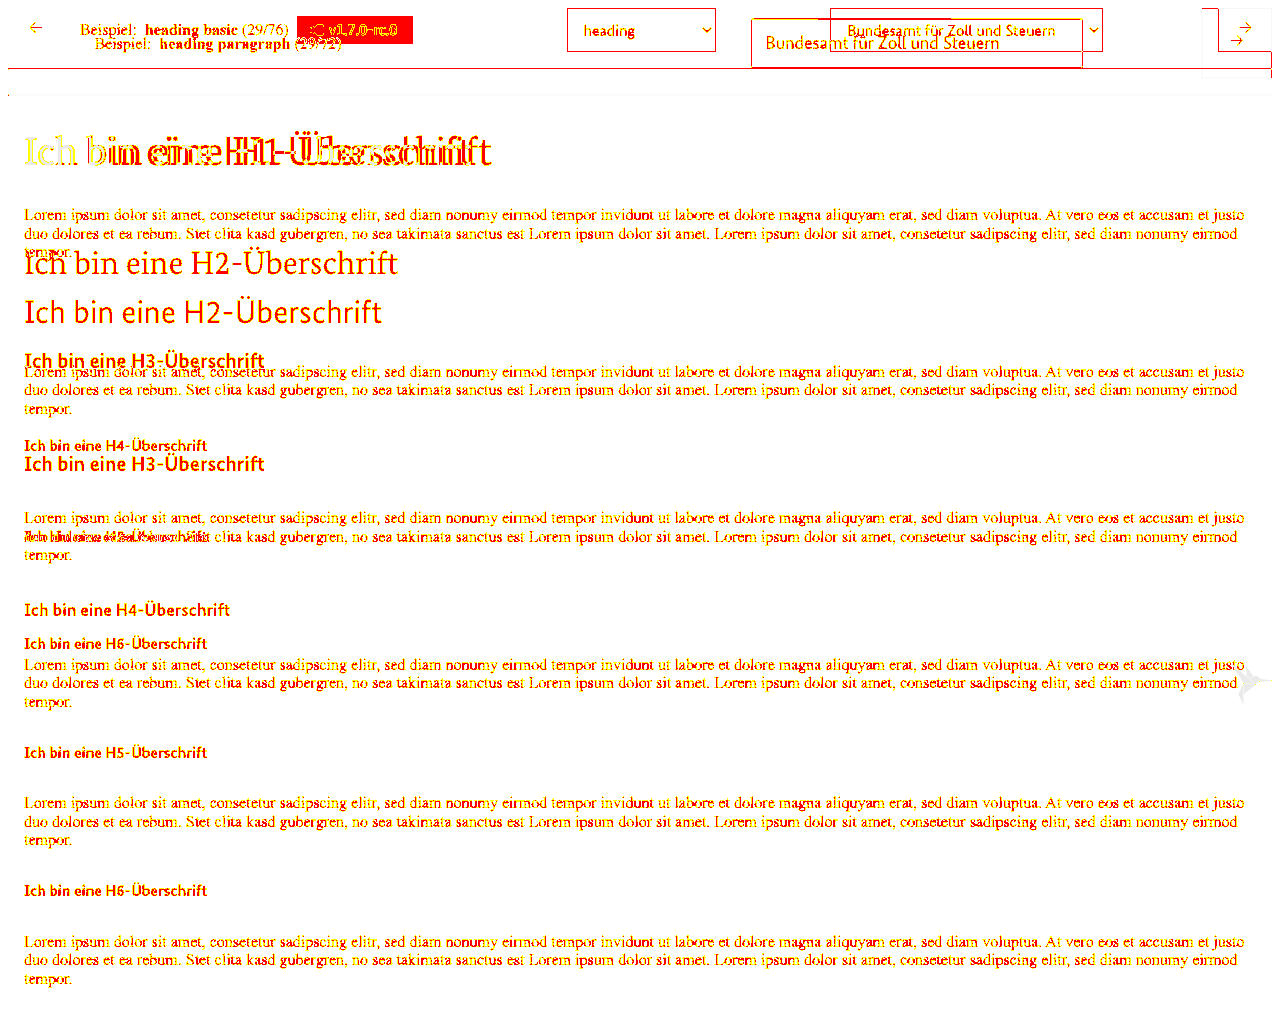 Beispiel: heading basic (29/76) v1.7.0-rc.0 heading Bundesamt für Zoll und Steuern
Beispiel: heading paragraph (29/72) Bundesamt für Zoll und Steuern
Ich bin eine H1-Überschrift
Lorem ipsum dolor sit amet, consetetur sadipscing elitr, sed diam nonumy eirmod tempor invidunt ut labore et dolore magna aliquyam erat, sed diam voluptua. At vero eos et accusam et justo
duo dolores et ea rebum. Stet clita kasd gubergren, no sea takimata sanctus est Lorem ipsum dolor sit amet. Lorem ipsum dolor sit amet, consetetur sadipscing elitr, sed diam nonumy eirmod
tempor.
Ich bin eine H2-Überschrift
Ich bin eine H2-Überschrift
Ich bin eine H3-Überschrift
Lorem ipsum dolor sit amet, consetetur sadipscing elitr, sed diam nonumy eirmod tempor invidunt ut labore et dolore magna aliquyam erat, sed diam voluptua. At vero eos et accusam et justo
duo dolores et ea rebum. Stet clita kasd gubergren, no sea takimata sanctus est Lorem ipsum dolor sit amet. Lorem ipsum dolor sit amet, consetetur sadipscing elitr, sed diam nonumy eirmod
tempor.
Ich bin eine H4-Überschrift
Ich bin eine H3-Überschrift
Lorem ipsum dolor sit amet, consetetur sadipscing elitr, sed diam nonumy eirmod tempor invidunt ut labore et dolore magna aliquyam erat, sed diam voluptua. At vero eos et accusam et justo
duo dolores et ea rebum. Stet clita kasd gubergren, no sea takimata sanctus est Lorem ipsum dolor sit amet. Lorem ipsum dolor sit amet, consetetur sadipscing elitr, sed diam nonumy eirmod
tempor.
Ich bin eine H4-Überschrift
Ich bin eine H6-Überschrift
Lorem ipsum dolor sit amet, consetetur sadipscing elitr, sed diam nonumy eirmod tempor invidunt ut labore et dolore magna aliquyam erat, sed diam voluptua. At vero eos et accusam et justo
duo dolores et ea rebum. Stet clita kasd gubergren, no sea takimata sanctus est Lorem ipsum dolor sit amet. Lorem ipsum dolor sit amet, consetetur sadipscing elitr, sed diam nonumy eirmod
tempor.
Ich bin eine H5-Überschrift
Lorem ipsum dolor sit amet, consetetur sadipscing elitr, sed diam nonumy eirmod tempor invidunt ut labore et dolore magna aliquyam erat, sed diam voluptua. At vero eos et accusam et justo
duo dolores et ea rebum. Stet clita kasd gubergren, no sea takimata sanctus est Lorem ipsum dolor sit amet. Lorem ipsum dolor sit amet, consetetur sadipscing elitr, sed diam nonumy eirmod
tempor.
Ich bin eine H6-Überschrift
Lorem ipsum dolor sit amet, consetetur sadipscing elitr, sed diam nonumy eirmod tempor invidunt ut labore et dolore magna aliquyam erat, sed diam voluptua. At vero eos et accusam et justo
duo dolores et ea rebum. Stet clita kasd gubergren, no sea takimata sanctus est Lorem ipsum dolor sit amet. Lorem ipsum dolor sit amet, consetetur sadipscing elitr, sed diam nonumy eirmod
tempor.